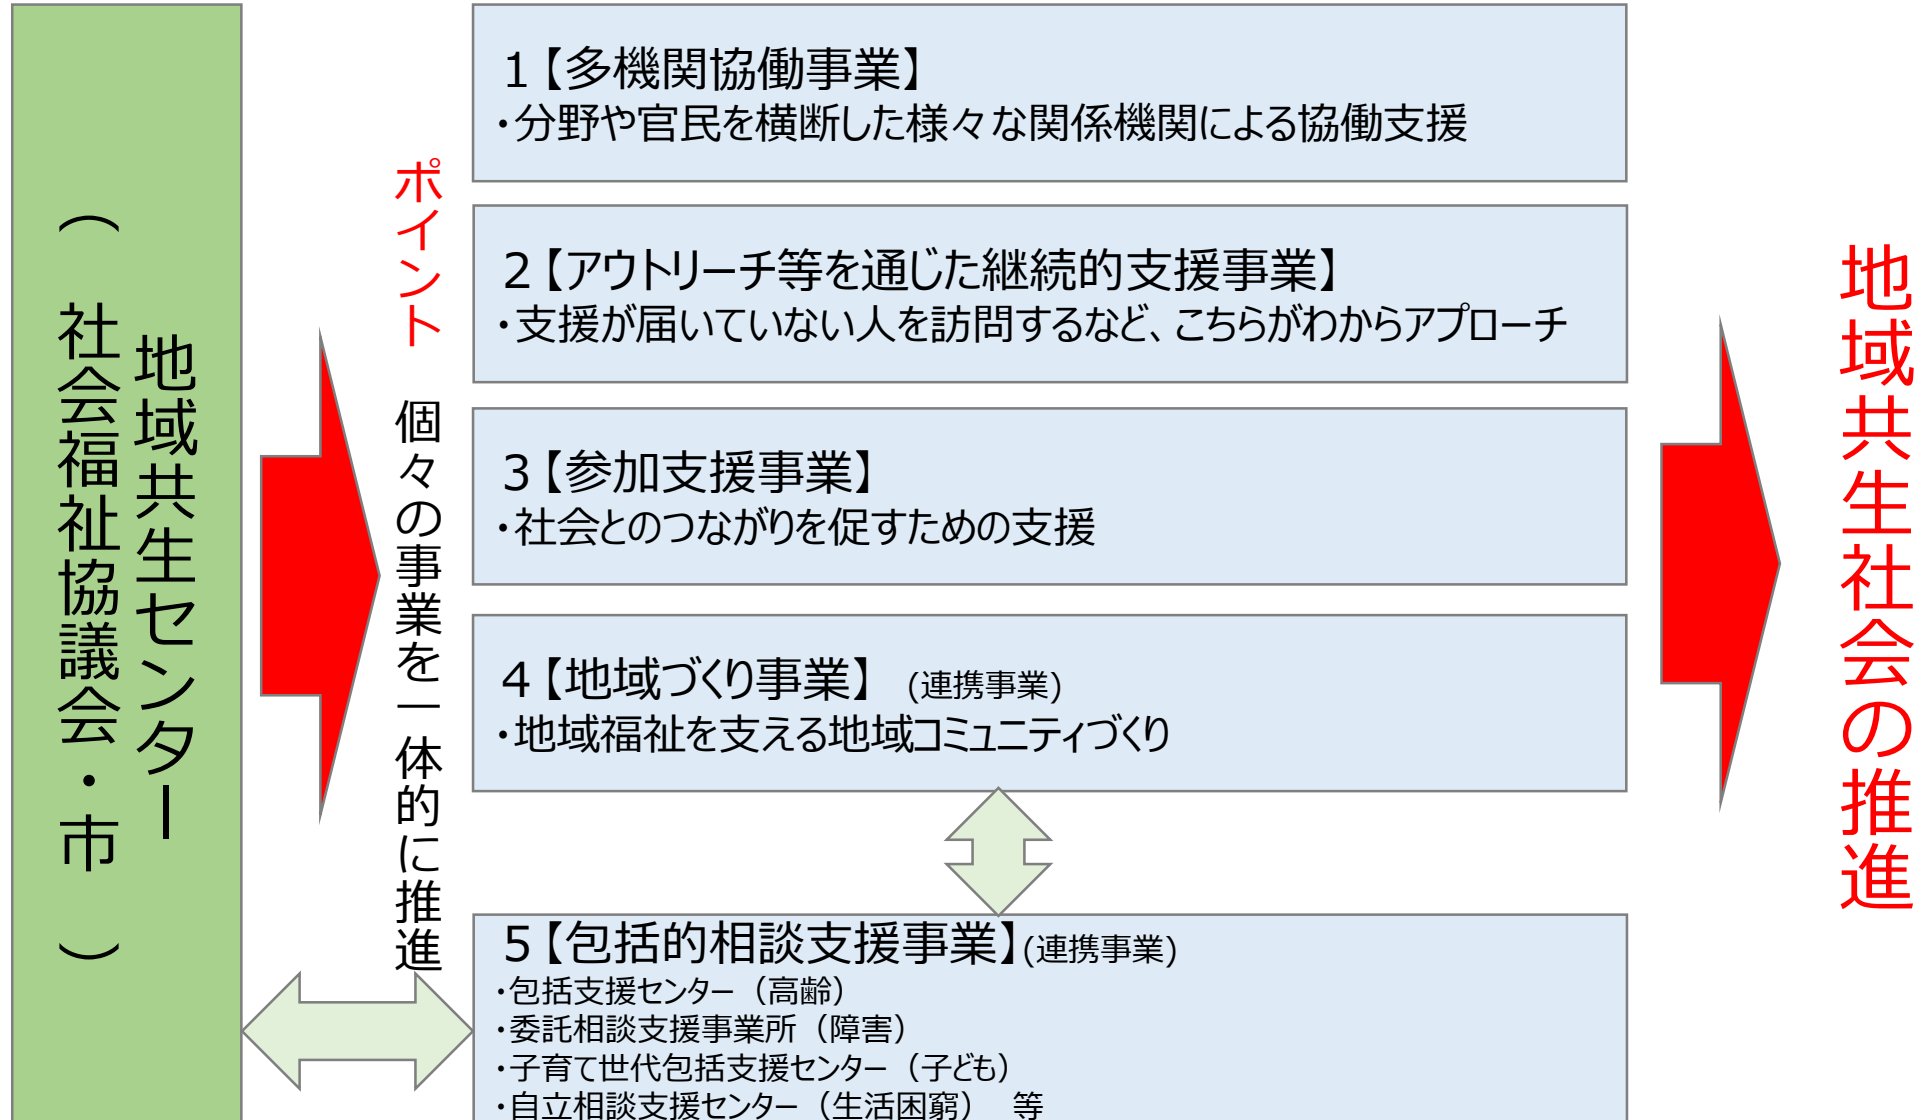 地域共生センター
（　社会福祉協議会・市　）
ポイント　個々の事業を一体的に推進
1【多機関協働事業】
・分野や官民を横断した様々な関係機関による協働支援
2【アウトリーチ等を通じた継続的支援事業】
・支援が届いていない人を訪問するなど、こちらがわからアプローチ
3【参加支援事業】
・社会とのつながりを促すための支援
4【地域づくり事業】 (連携事業)
・地域福祉を支える地域コミュニティづくり
5【包括的相談支援事業】(連携事業)
・包括支援センター（高齢）
・委託相談支援事業所（障害）
・子育て世代包括支援センター（子ども）
・自立相談支援センター（生活困窮）　等
地域共生社会の推進